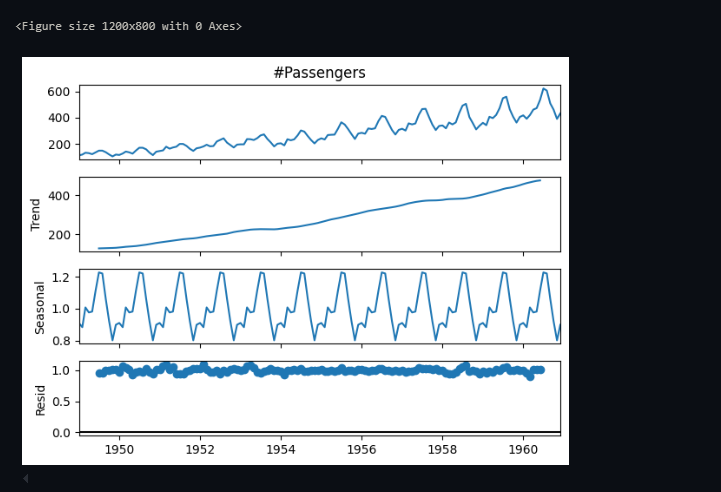 <Figure size 1200x800 with 0 Axes>
#Passengers
600
400
200
Trend
400
200
Seasonal
1.2
1.0
0.8
Resid
1.0
0.5
0.0
1950 1952 1954 1956 1958 1960